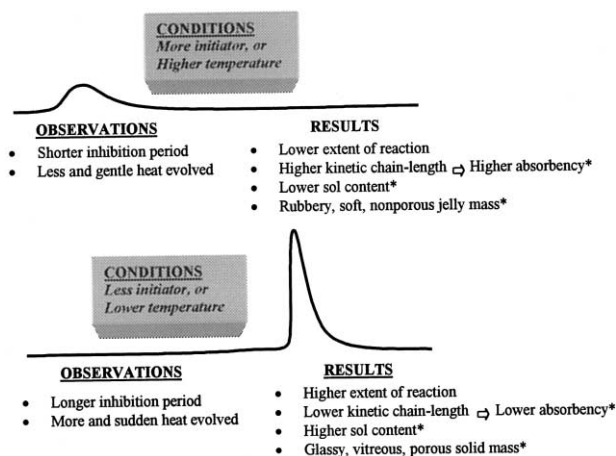 CONDITIONS
More initiator, or
Higher temperature
OBSERVATIONS
• Shorter inhibition period
• Less and gentle heat evolved
RESULTS
• Lower extent of reaction
• Higher kinetic chain-length ⇨ Higher absorbency*
• Lower sol content*
• Rubbery, soft, nonporous jelly mass*
CONDITIONS
Less initiator, or
Lower temperature
OBSERVATIONS
• Longer inhibition period
• More and sudden heat evolved
RESULTS
• Higher extent of reaction
• Lower kinetic chain-length ⇨ Lower absorbency*
• Higher sol content*
• Glassy, vitreous, porous solid mass*